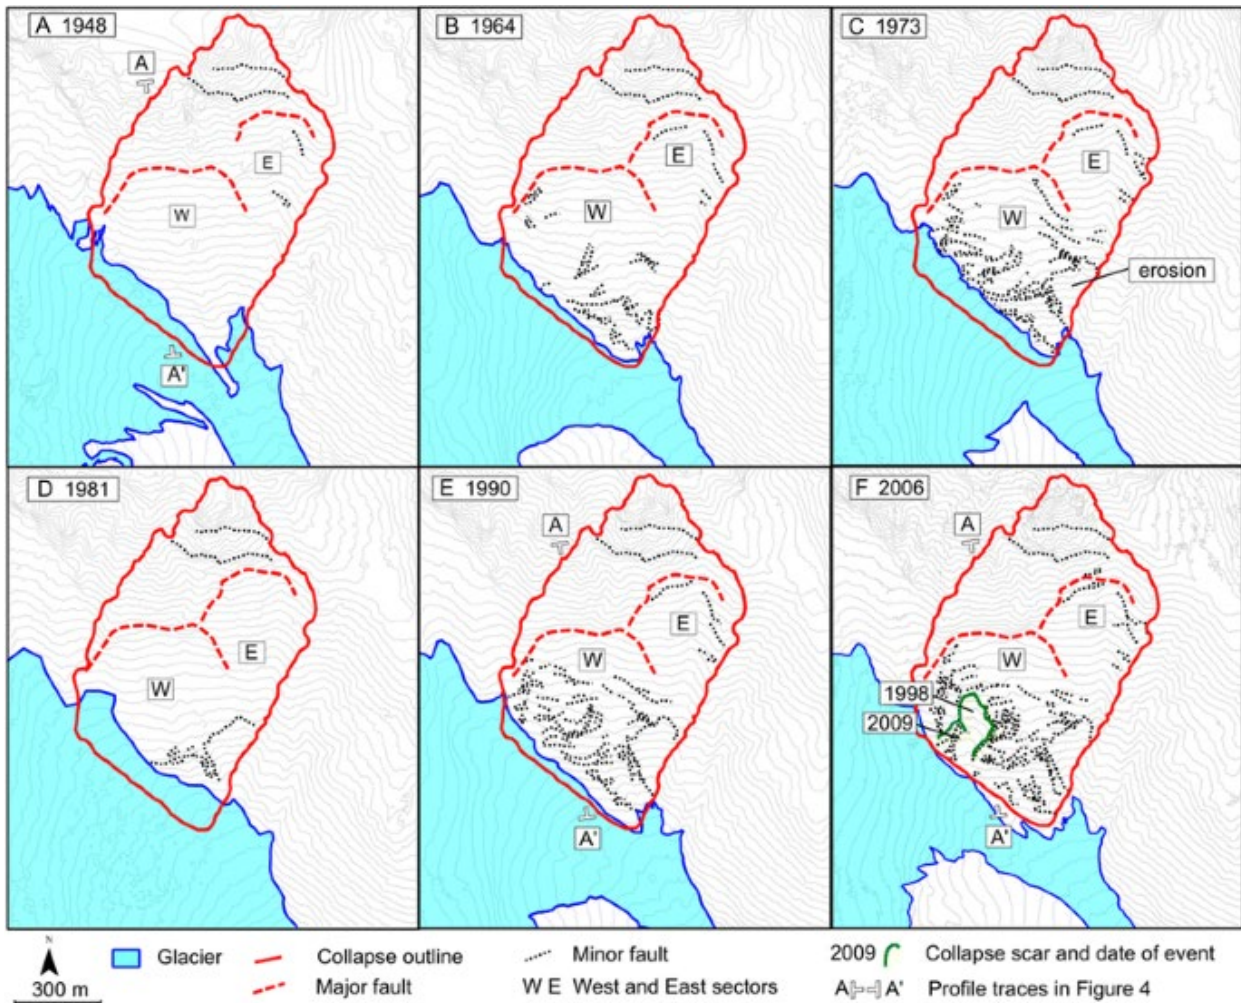 A 1948
A
E
W
A'
B 1964
E
W
C 1973
E
W
erosion
D 1981
E
W
E 1990
A
E
W
A'
F 2006
A
E
W
1998
2009
A'
N
300 m
Glacier
Collapse outline
Major fault
Minor fault
W E West and East sectors
2009 Collapse scar and date of event
A A' Profile traces in Figure 4